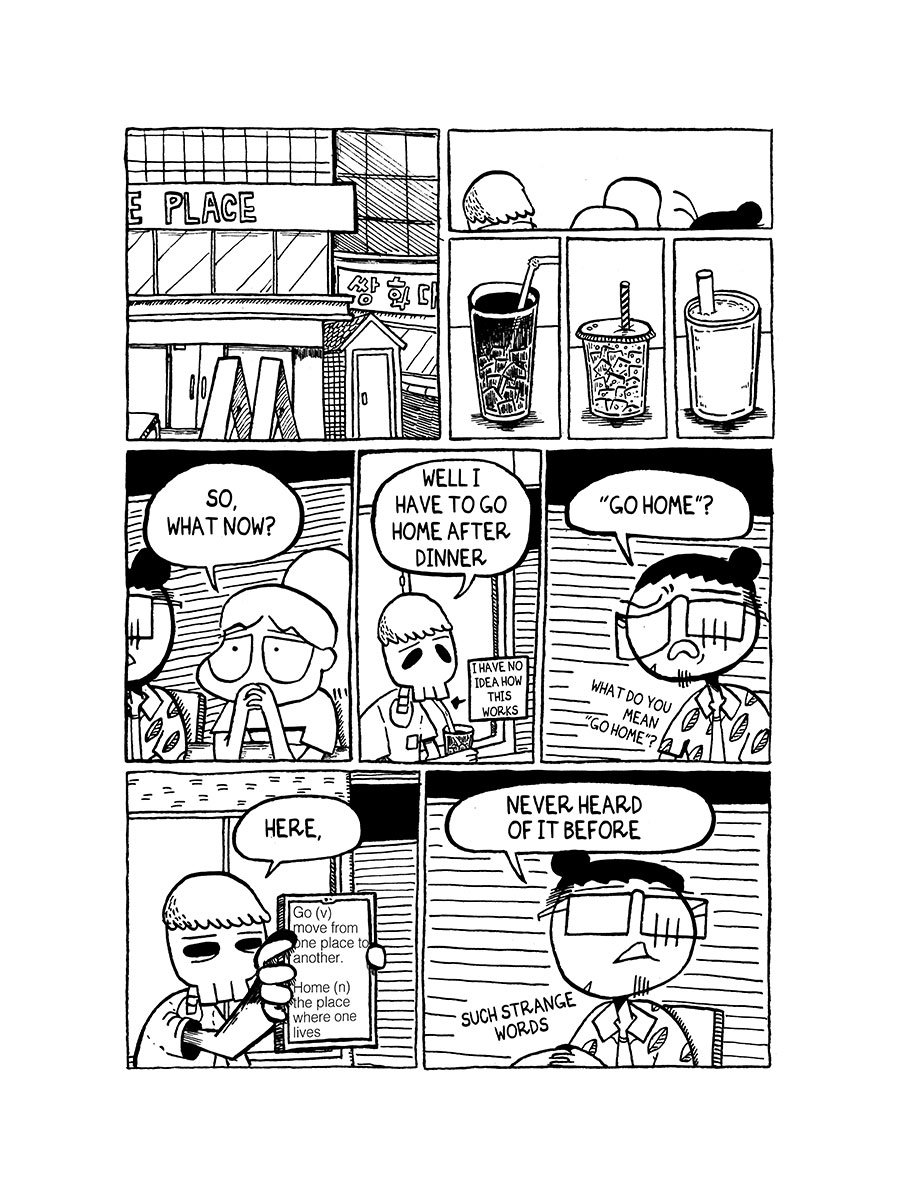 E PLACE
쌍화다
SO,
WHAT NOW?
WELL I
HAVE TO GO
HOME AFTER
DINNER
I HAVE NO
IDEA HOW
THIS
WORKS
"GO HOME"?
WHAT DO YOU
MEAN
"GO HOME"?
HERE,
Go (v)
move from
one place to
another.
Home (n)
the place
where one
lives
NEVER HEARD
OF IT BEFORE
SUCH STRANGE
WORDS